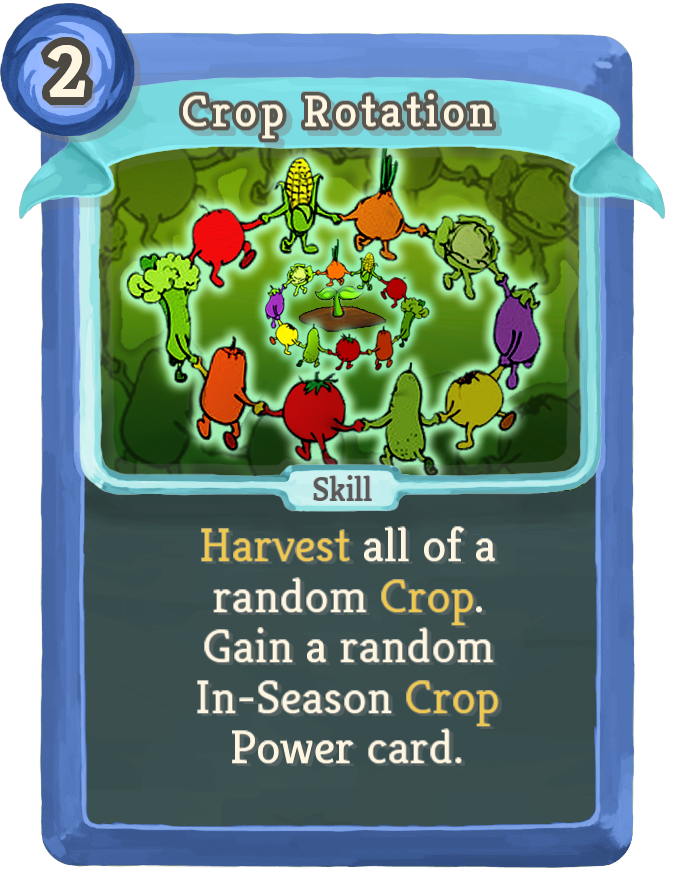 2
Crop Rotation
Skill
Harvest all of a
random Crop.
Gain a random
In-Season Crop
Power card.